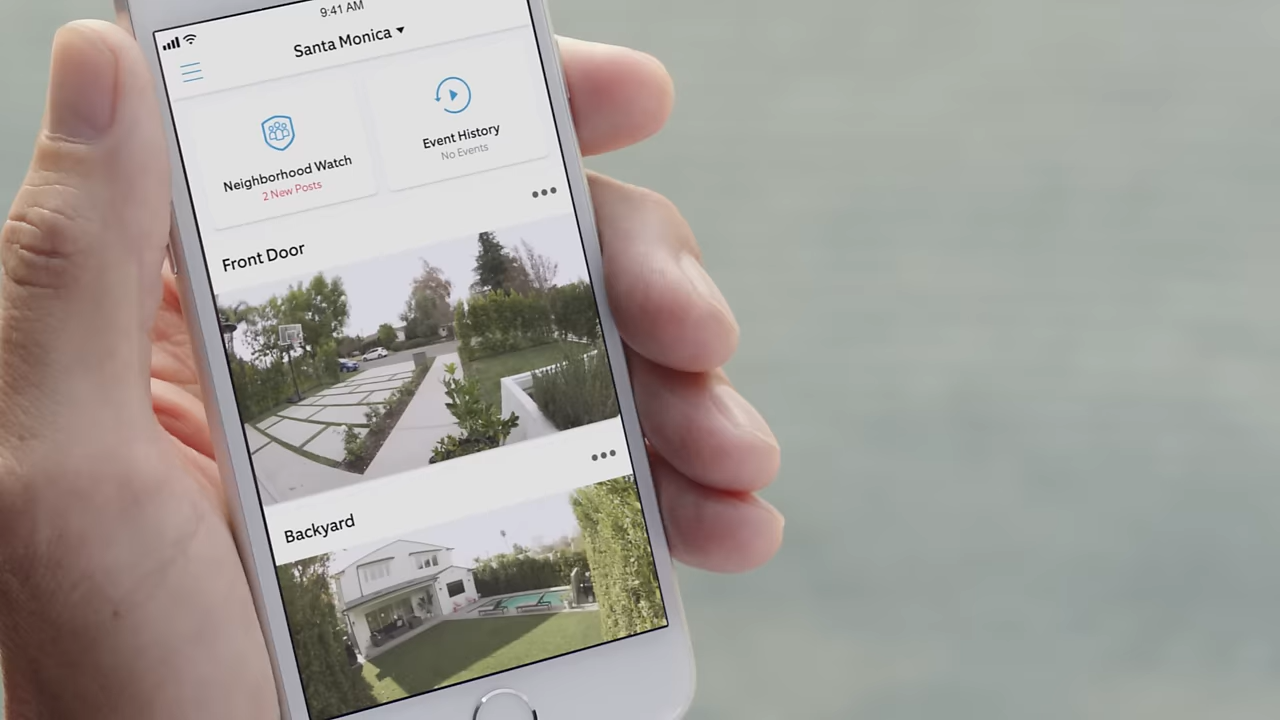 9:41 AM
Santa Monica
Neighborhood Watch
2 New Posts
Event History
No Events
Front Door
Backyard